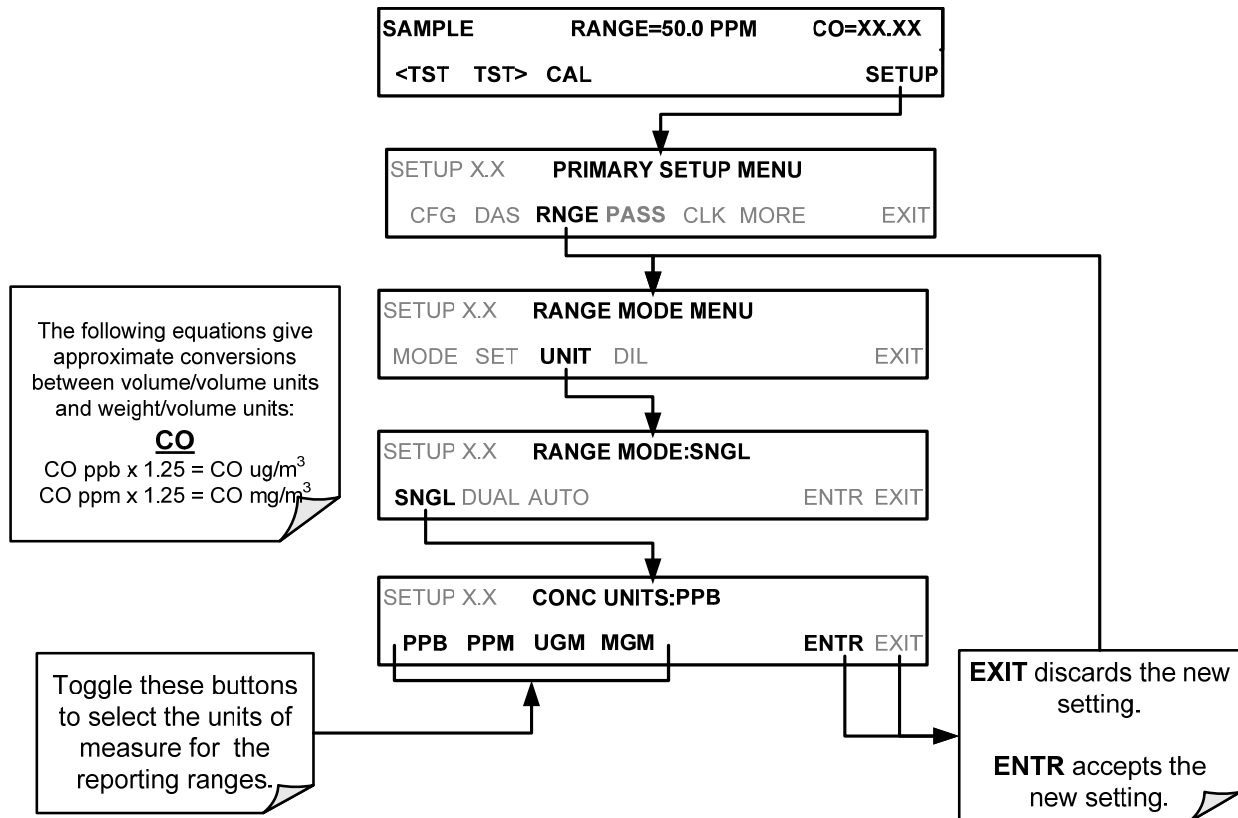 SAMPLE RANGE=50.0 PPM CO=XX.XX
<TST TST> CAL SETUP
SETUP X.X PRIMARY SETUP MENU
CFG DAS RNGE PASS CLK MORE EXIT
SETUP X.X RANGE MODE MENU
MODE SET UNIT DIL EXIT
The following equations give
approximate conversions
between volume/volume units
and weight/volume units:
CO
CO ppb x 1.25 = CO ug/m³
CO ppm x 1.25 = CO mg/m³
SETUP X.X RANGE MODE:SNGL
SNGL DUAL AUTO ENTR EXIT
SETUP X.X CONC UNITS:PPB
PPB PPM UGM MGM ENTR EXIT
Toggle these buttons
to select the units of
measure for the
reporting ranges.
EXIT discards the new
setting.
ENTR accepts the
new setting.